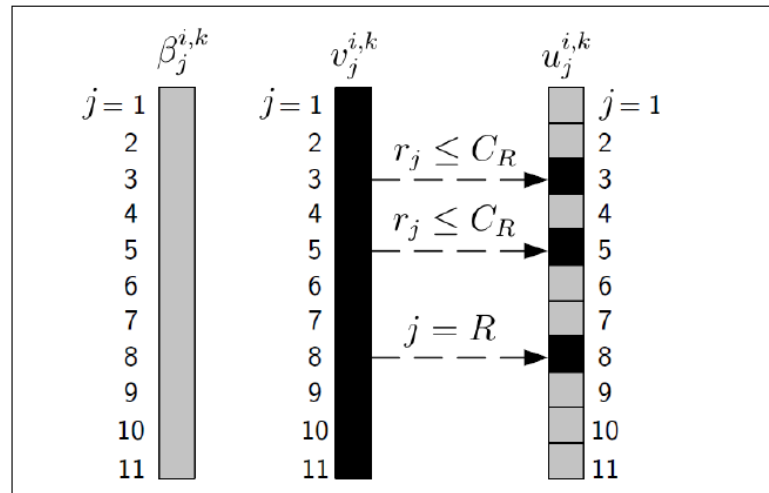 β_j^{i,k} v_j^{i,k} u_j^{i,k}
j = 1 j = 1 j = 1
2 2 2
r_j ≤ C_R
3 3 3
4 4 4
r_j ≤ C_R
5 5 5
6 6 6
7 7 7
j = R
8 8 8
9 9 9
10 10 10
11 11 11